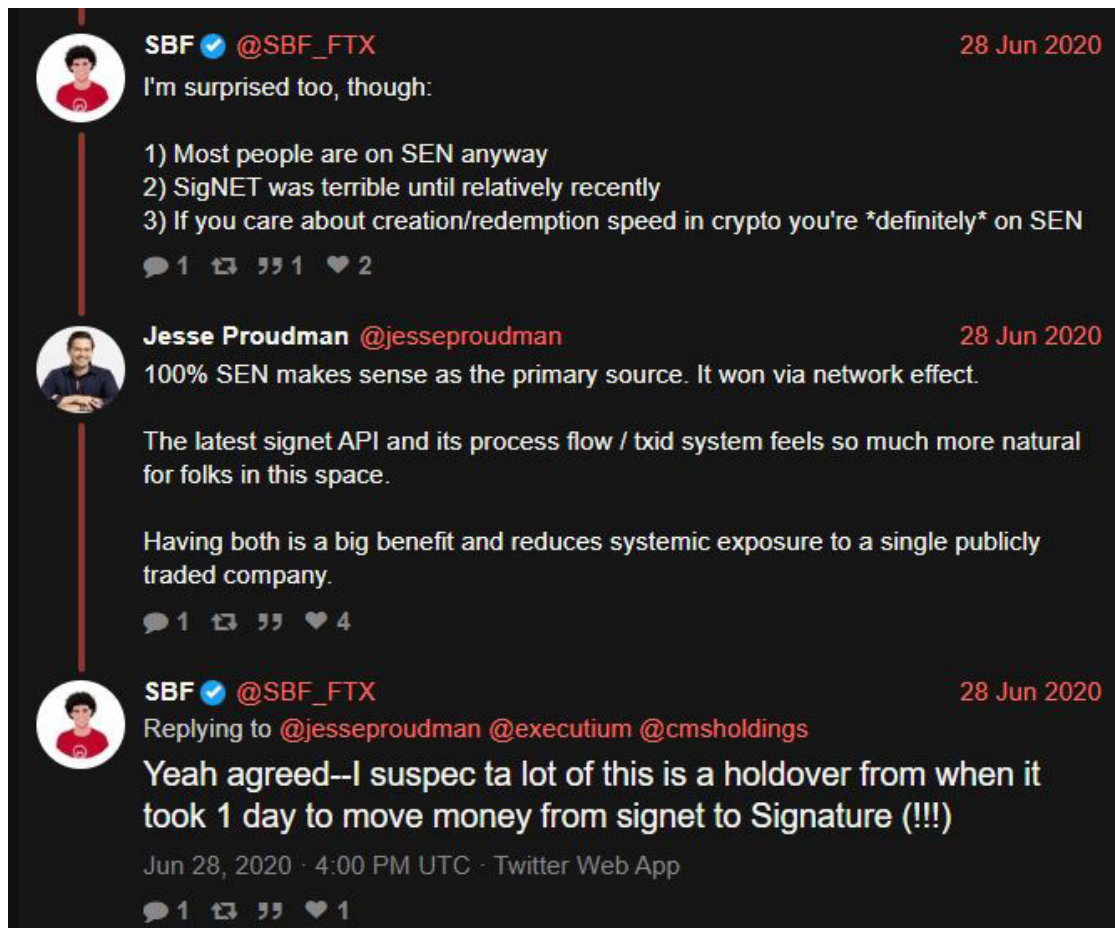 SBF @SBF_FTX 28 Jun 2020
I'm surprised too, though:
1) Most people are on SEN anyway
2) SigNET was terrible until relatively recently
3) If you care about creation/redemption speed in crypto you're *definitely* on SEN
1 1 2
Jesse Proudman @jesseproudman 28 Jun 2020
100% SEN makes sense as the primary source. It won via network effect.
The latest signet API and its process flow / txid system feels so much more natural
for folks in this space.
Having both is a big benefit and reduces systemic exposure to a single publicly
traded company.
1 4
SBF @SBF_FTX 28 Jun 2020
Replying to @jesseproudman @executium @cmsholdings
Yeah agreed--I suspec ta lot of this is a holdover from when it
took 1 day to move money from signet to Signature (!!!)
Jun 28, 2020 · 4:00 PM UTC · Twitter Web App
1 1